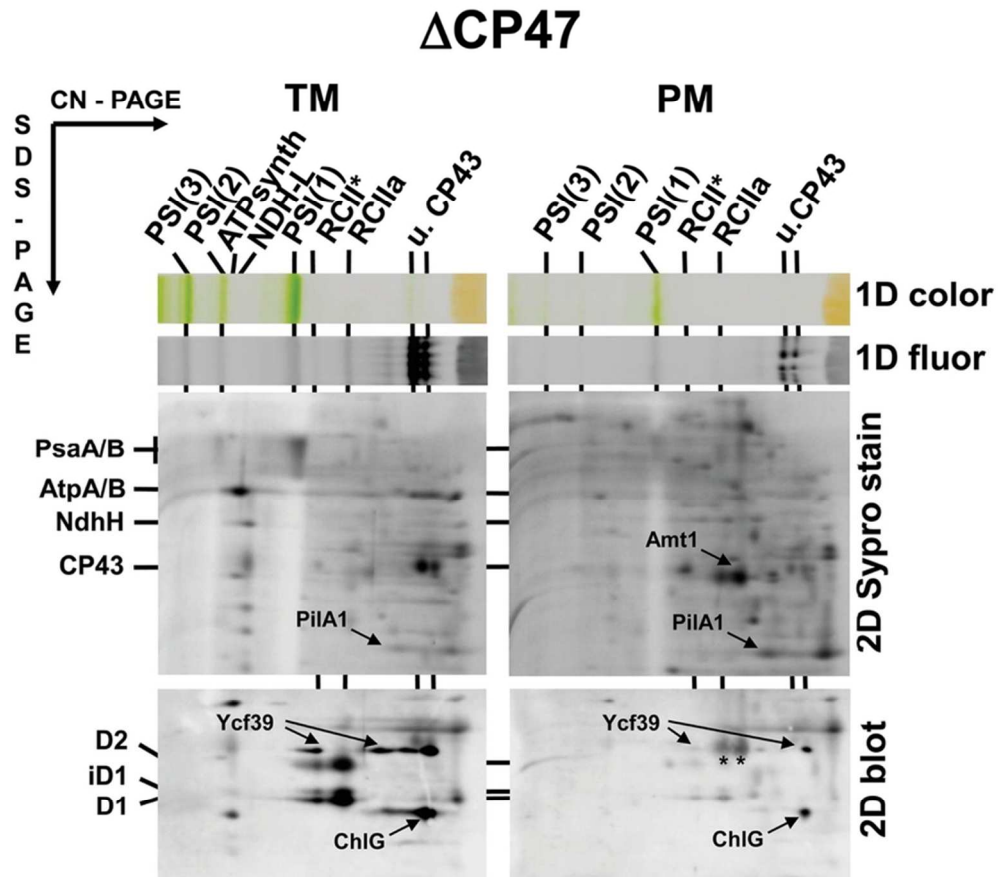 ΔCP47
CN - PAGE
SDS - PAGE
TM
PM
PSI(3)
PSI(2)
ATPsynth
NDH-L
PSI(1)
RCII*
RCIIa
u. CP43
PSI(3)
PSI(2)
PSI(1)
RCII*
RCIIa
u. CP43
1D color
1D fluor
PsaA/B
AtpA/B
NdhH
CP43
PilA1
Amt1
PilA1
2D Sypro stain
D2
iD1
D1
Ycf39
ChlG
Ycf39
* *
ChlG
2D blot